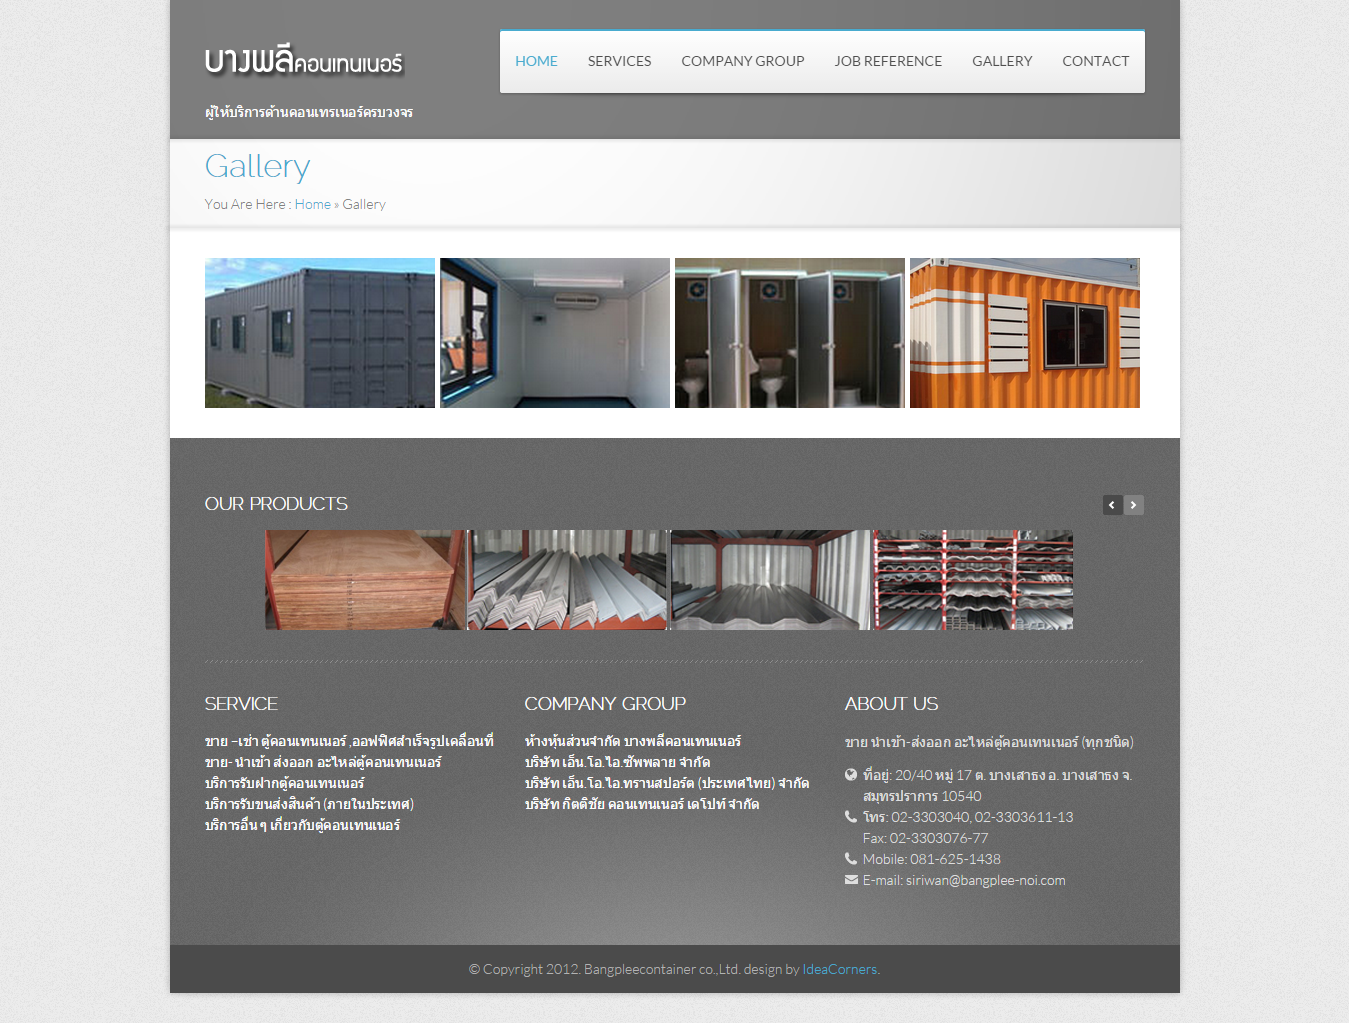 บางพลีคอนเทนเนอร์
ผู้ให้บริการด้านคอนเทรเนอร์ครบวงจร
HOME SERVICES COMPANY GROUP JOB REFERENCE GALLERY CONTACT
Gallery
You Are Here : Home » Gallery
OUR PRODUCTS
SERVICE
ขาย –เช่า ตู้คอนเทนเนอร์ ,ออฟฟิศสำเร็จรูปเคลื่อนที่
ขาย- นำเข้า ส่งออก อะไหล่ตู้คอนเทนเนอร์
บริการรับฝากตู้คอนเทนเนอร์
บริการรับขนส่งสินค้า (ภายในประเทศ)
บริการอื่น ๆ เกี่ยวกับตู้คอนเทนเนอร์
COMPANY GROUP
ห้างหุ้นส่วนจำกัด บางพลีคอนเทนเนอร์
บริษัท เอ็น.โอ.ไอ.ซัพพลาย จำกัด
บริษัท เอ็น.โอ.ไอ.ทรานสปอร์ต (ประเทศไทย) จำกัด
บริษัท กิตติชัย คอนเทนเนอร์ เดโปท์ จำกัด
ABOUT US
ขาย นำเข้า-ส่งออก อะไหล่ตู้คอนเทนเนอร์ (ทุกชนิด)
ที่อยู่: 20/40 หมู่ 17 ต. บางเสาธง อ. บางเสาธง จ.
สมุทรปราการ 10540
โทร: 02-3303040, 02-3303611-13
Fax: 02-3303076-77
Mobile: 081-625-1438
E-mail: siriwan@bangplee-noi.com
© Copyright 2012. Bangpleecontainer co.,Ltd. design by IdeaCorners.